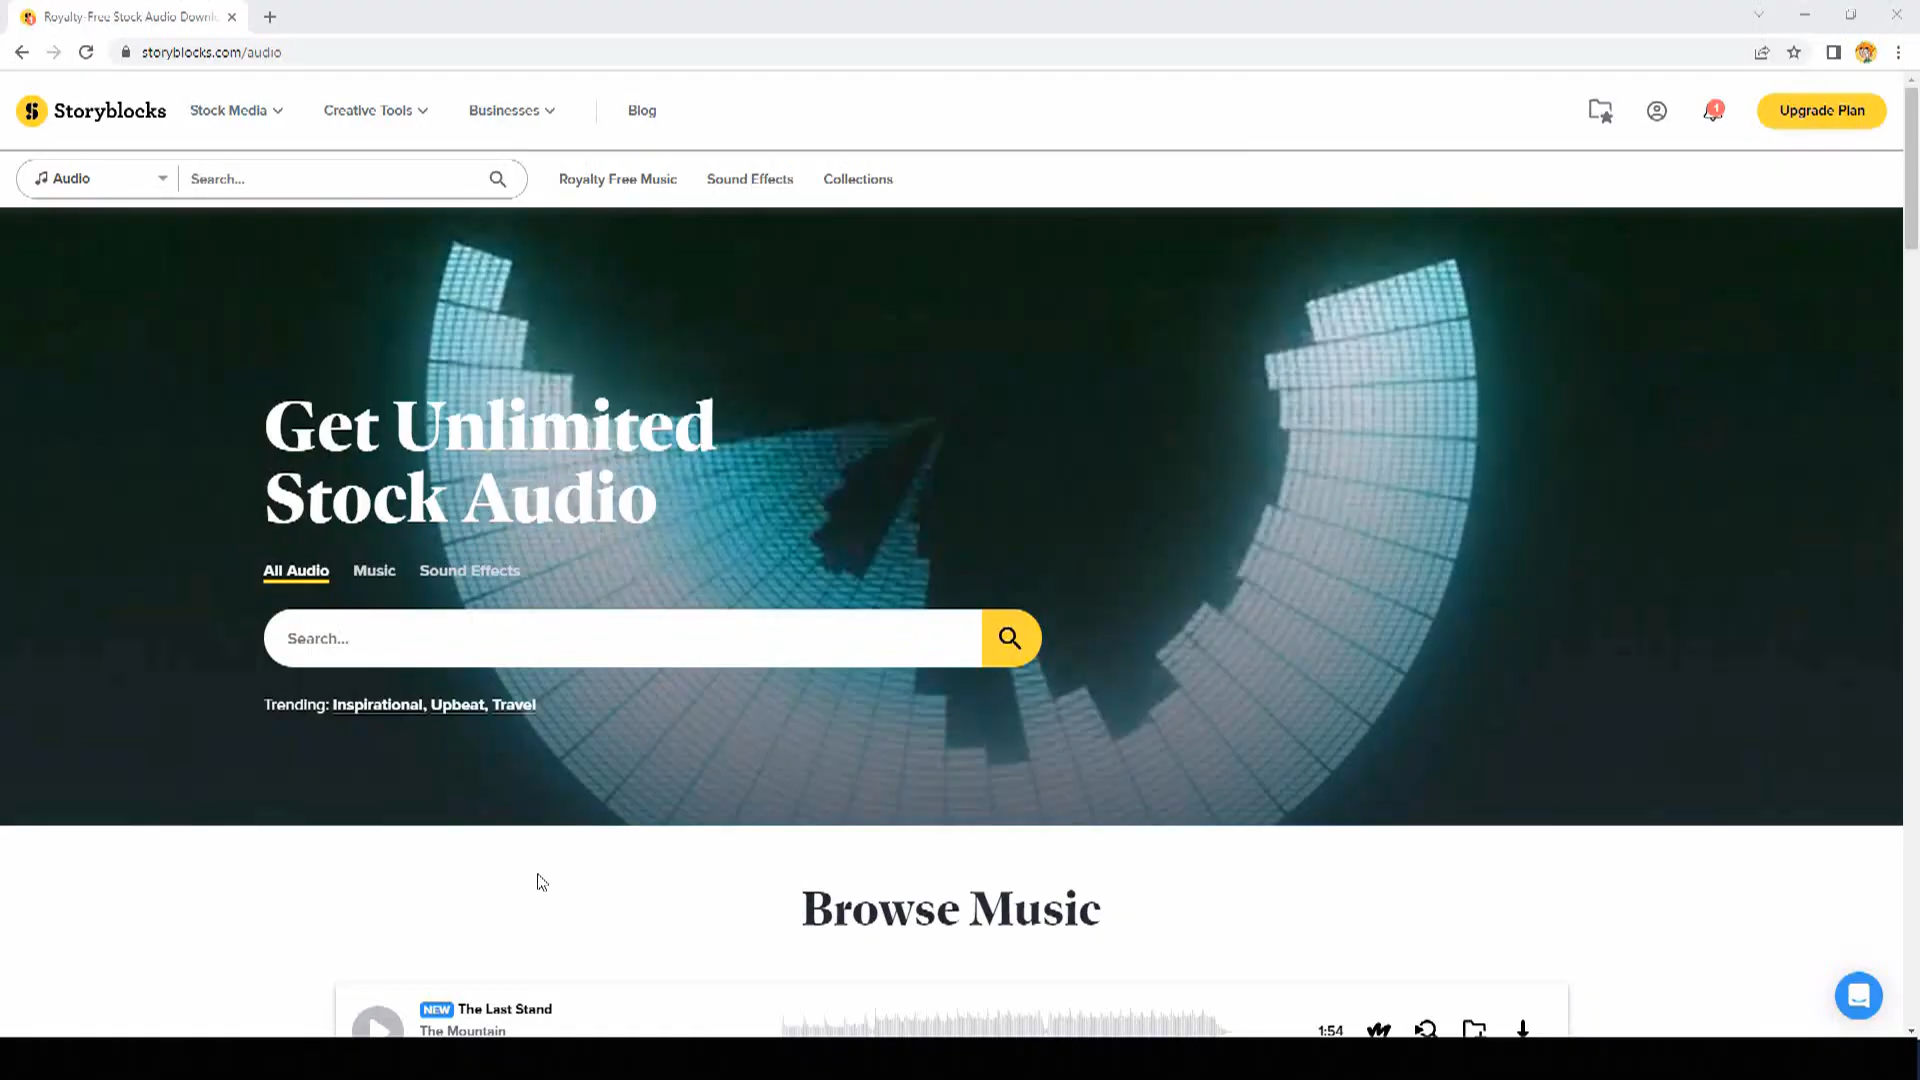 Royalty-Free Stock Audio Downl
storyblocks.com/audio
Storyblocks
Stock Media
Creative Tools
Businesses
Blog
1
Upgrade Plan
Audio
Search...
Royalty Free Music
Sound Effects
Collections
Get Unlimited
Stock Audio
All Audio
Music
Sound Effects
Search...
Trending: Inspirational, Upbeat, Travel
Browse Music
NEW The Last Stand
The Mountain
1:54